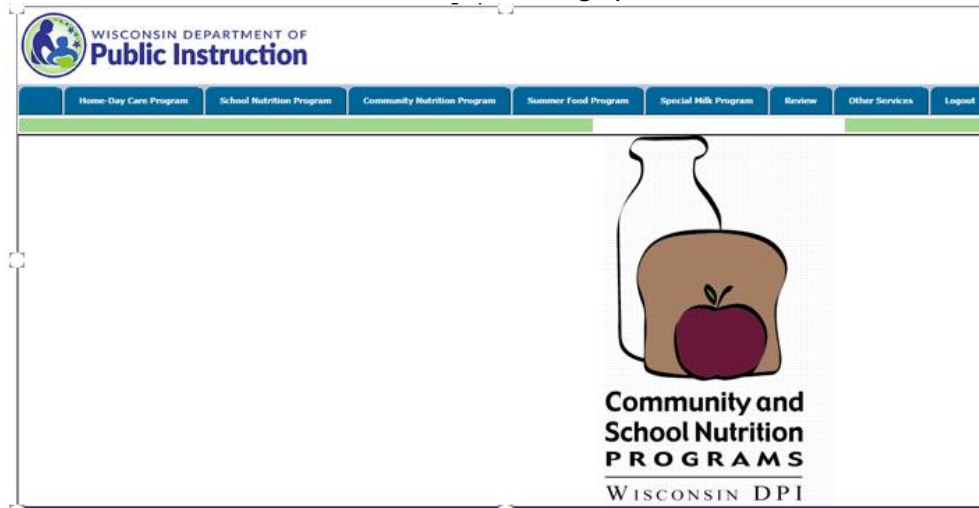 WISCONSIN DEPARTMENT OF
Public Instruction
Home-Day Care Program School Nutrition Program Community Nutrition Program Summer Food Program Special Milk Program Review Other Services Logout
Community and
School Nutrition
PROGRAMS
WISCONSIN DPI